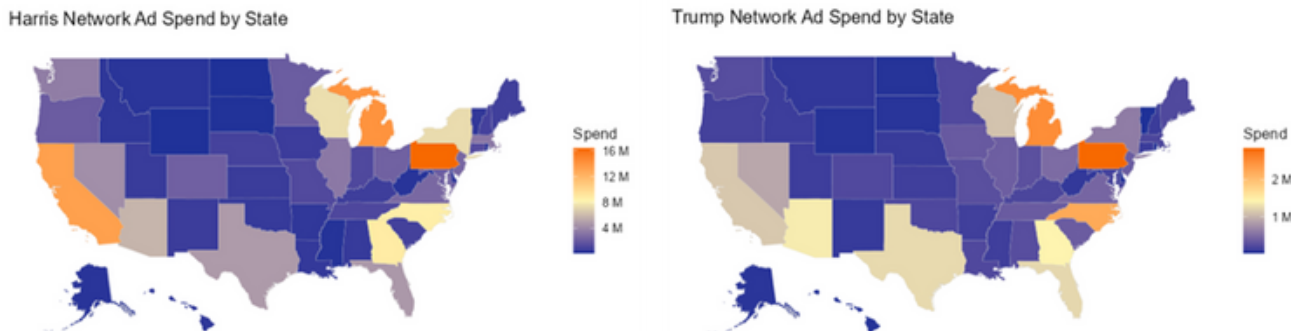 Harris Network Ad Spend by State
Spend
16 M
12 M
8 M
4 M
Trump Network Ad Spend by State
Spend
2 M
1 M